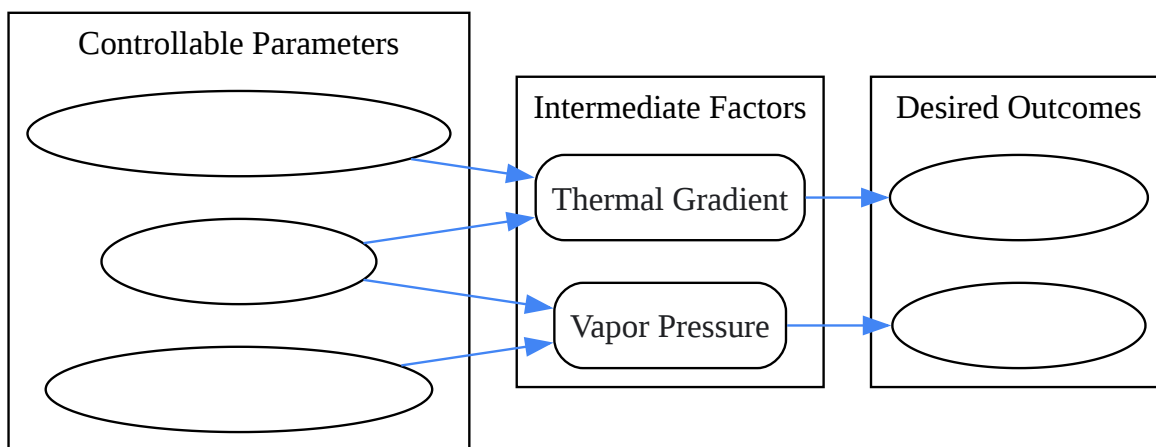 Controllable Parameters
Intermediate Factors
Desired Outcomes
Thermal Gradient
Vapor Pressure